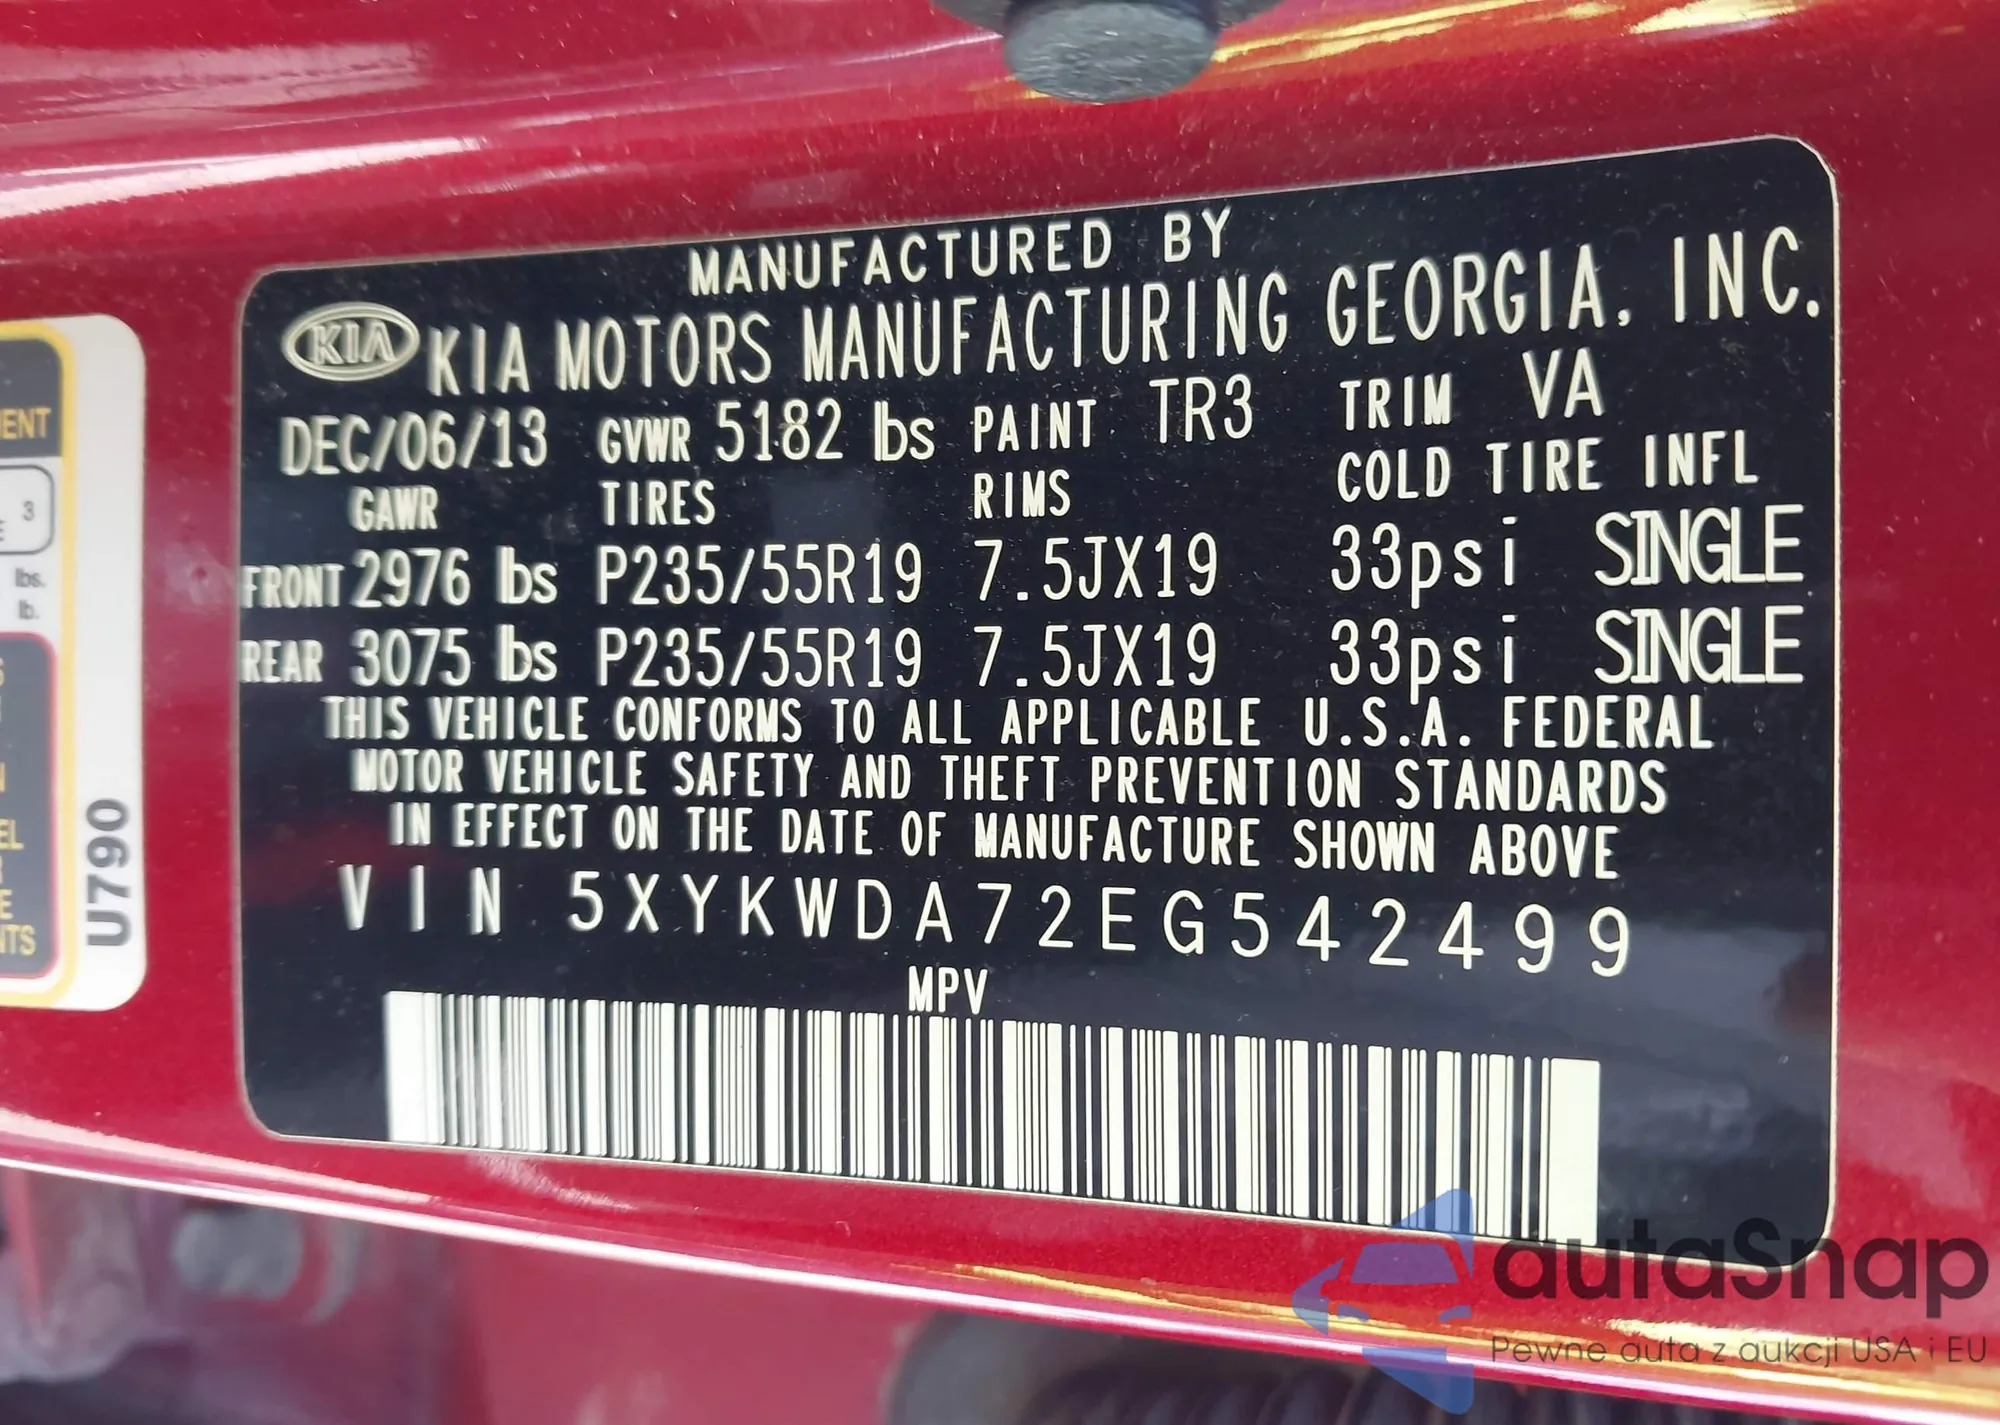 MANUFACTURED BY
KIA KIA MOTORS MANUFACTURING GEORGIA, INC.
DEC/06/13 GVWR 5182 lbs PAINT TR3 TRIM VA
GAWR TIRES RIMS COLD TIRE INFL
FRONT 2976 lbs P235/55R19 7.5JX19 33psi SINGLE
REAR 3075 lbs P235/55R19 7.5JX19 33psi SINGLE
THIS VEHICLE CONFORMS TO ALL APPLICABLE U.S.A. FEDERAL
MOTOR VEHICLE SAFETY AND THEFT PREVENTION STANDARDS
IN EFFECT ON THE DATE OF MANUFACTURE SHOWN ABOVE
VIN 5XYKWDA72EG542499
MPV
3
lbs.
lb.
U790
autaSnap
Pewne auta z aukcji USA i EU